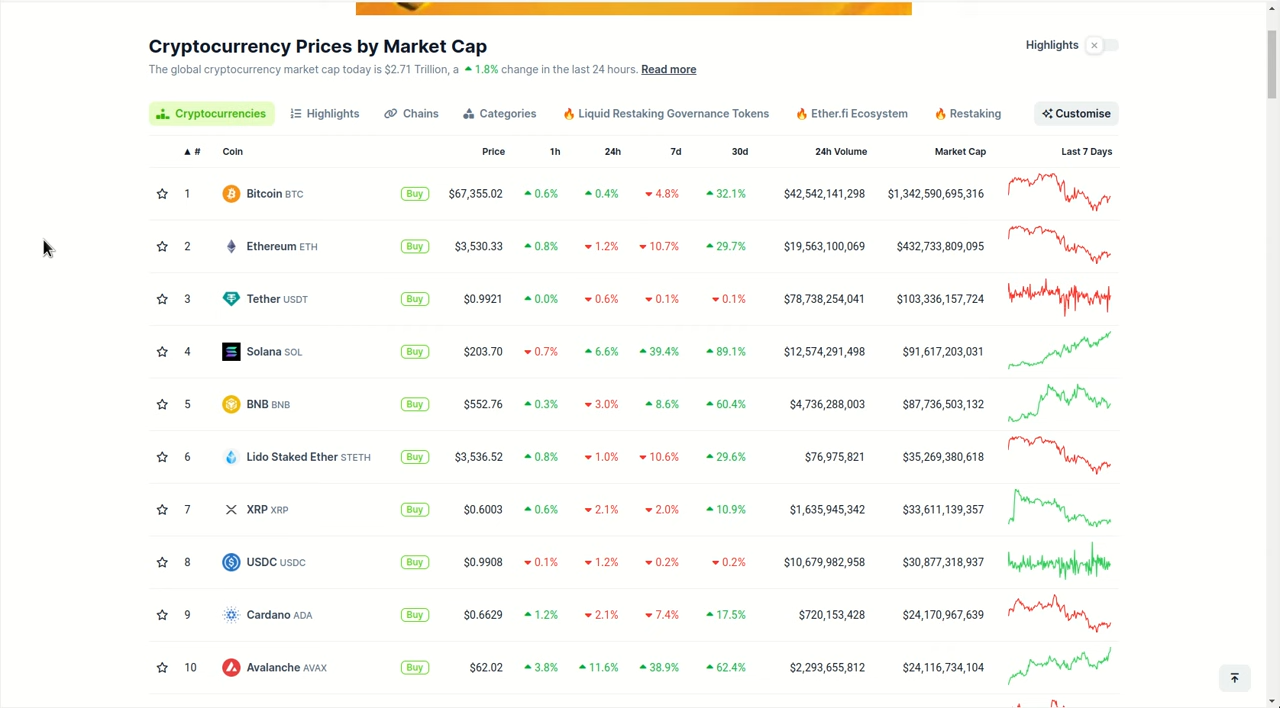 Cryptocurrency Prices by Market Cap
Highlights
The global cryptocurrency market cap today is $2.71 Trillion, a 1.8% change in the last 24 hours. Read more
Cryptocurrencies Highlights Chains Categories Liquid Restaking Governance Tokens Ether.fi Ecosystem Restaking Customise
# Coin Price 1h 24h 7d 30d 24h Volume Market Cap Last 7 Days
1 Bitcoin BTC Buy $67,355.02 0.6% 0.4% 4.8% 32.1% $42,542,141,298 $1,342,590,695,316
2 Ethereum ETH Buy $3,530.33 0.8% 1.2% 10.7% 29.7% $19,563,100,069 $432,733,809,095
3 Tether USDT Buy $0.9921 0.0% 0.6% 0.1% 0.1% $78,738,254,041 $103,336,157,724
4 Solana SOL Buy $203.70 0.7% 6.6% 39.4% 89.1% $12,574,291,498 $91,617,203,031
5 BNB BNB Buy $552.76 0.3% 3.0% 8.6% 60.4% $4,736,288,003 $87,736,503,132
6 Lido Staked Ether STETH Buy $3,536.52 0.8% 1.0% 10.6% 29.6% $76,975,821 $35,269,380,618
7 XRP XRP Buy $0.6003 0.6% 2.1% 2.0% 10.9% $1,635,945,342 $33,611,139,357
8 USDC USDC Buy $0.9908 0.1% 1.2% 0.2% 0.2% $10,679,982,958 $30,877,318,937
9 Cardano ADA Buy $0.6629 1.2% 2.1% 7.4% 17.5% $720,153,428 $24,170,967,639
10 Avalanche AVAX Buy $62.02 3.8% 11.6% 38.9% 62.4% $2,293,655,812 $24,116,734,104